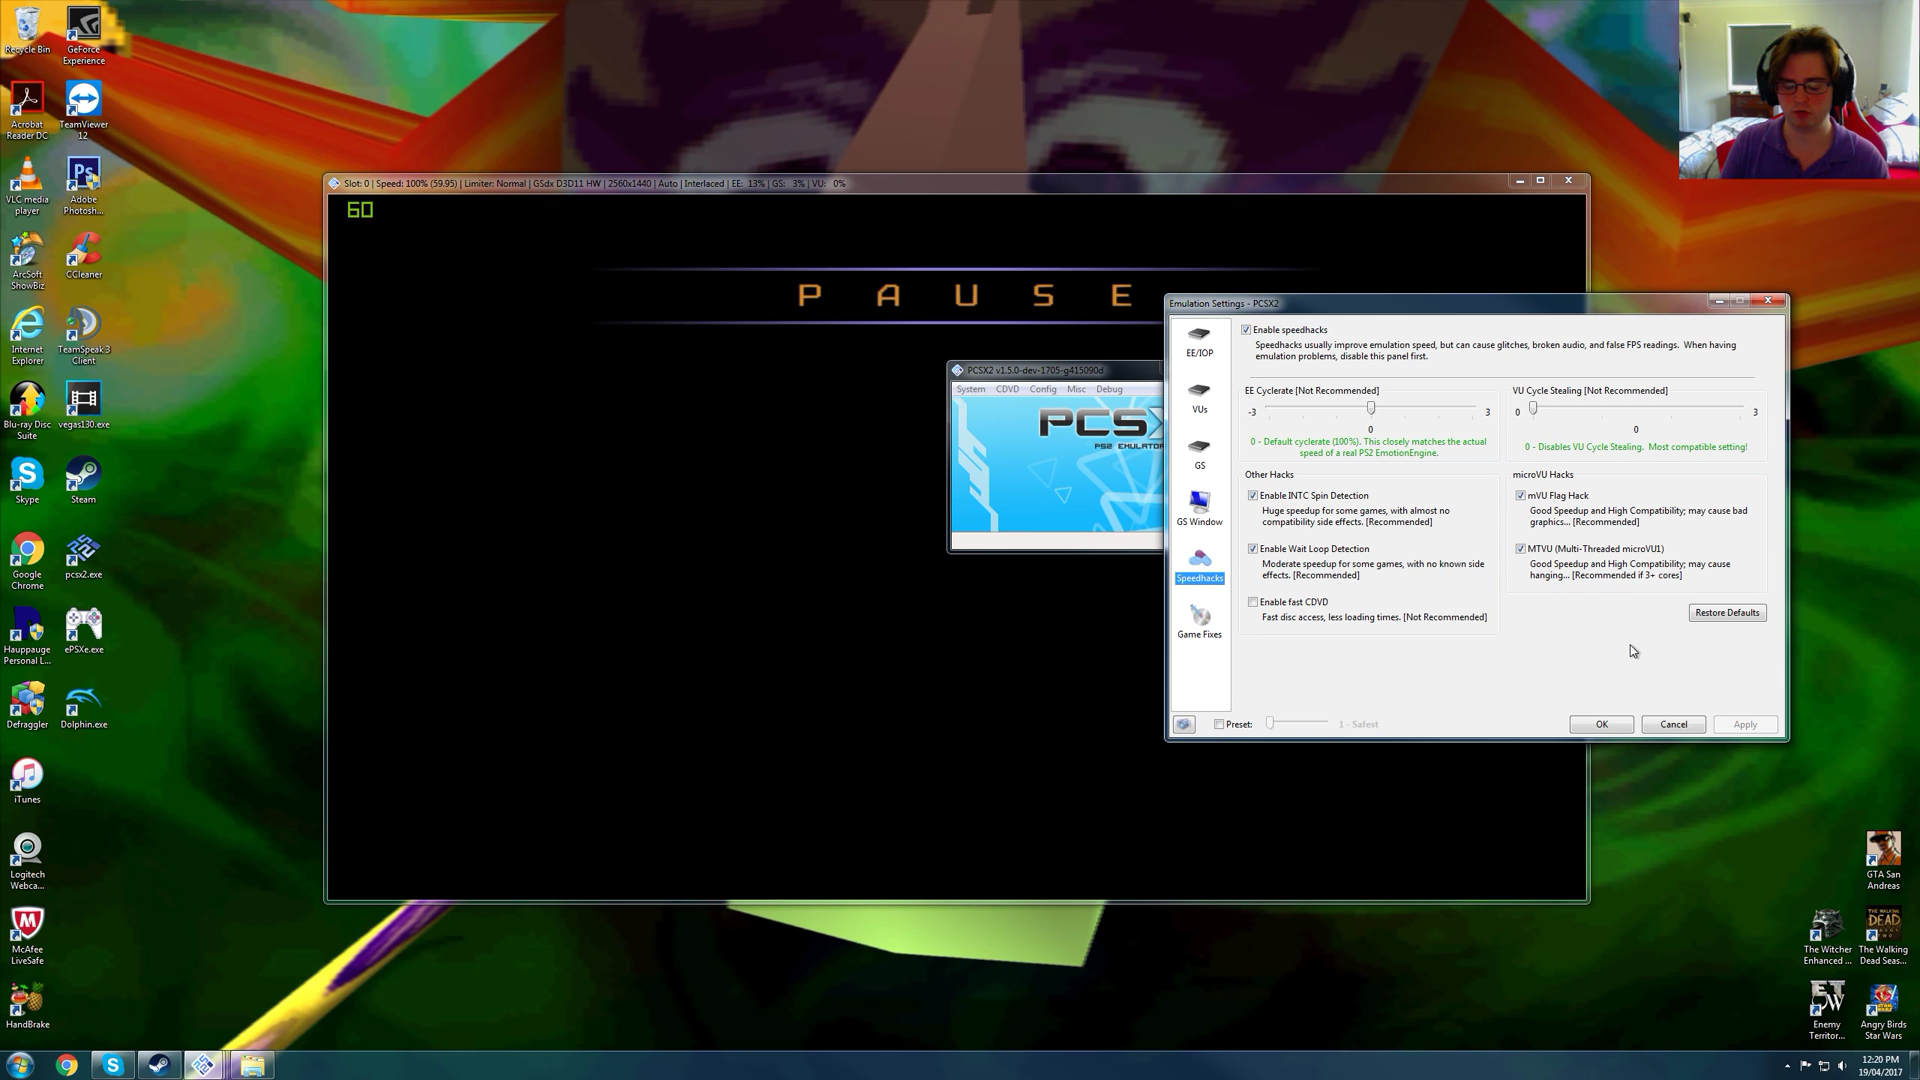 Recycle Bin
GeForce
Experience
Acrobat
Reader DC
TeamViewer
12
VLC media
player
Ps
Adobe
Photosh...
ArcSoft
ShowBiz
CCleaner
Internet
Explorer
TeamSpeak 3
Client
Blu-ray Disc
Suite
vegas130.exe
Skype
Steam
Google
Chrome
pcsx2.exe
Hauppauge
Personal L...
ePSXe.exe
Defraggler
Dolphin.exe
iTunes
Logitech
Webca...
McAfee
LiveSafe
HandBrake
Slot: 0 | Speed: 100% (59.95) | Limiter: Normal | GSdx D3D11 HW | 2560x1440 | Auto | Interlaced | EE: 13% | GS: 3% | VU: 0%
60
PAUSE
PCSX2 v1.5.0-dev-1705-g415090d
System CDVD Config Misc Debug
PCSX
PS2 EMULATOR
Emulation Settings - PCSX2
EE/IOP
VUs
GS
GS Window
Speedhacks
Game Fixes
Enable speedhacks
Speedhacks usually improve emulation speed, but can cause glitches, broken audio, and false FPS readings. When having
emulation problems, disable this panel first.
EE Cyclerate [Not Recommended]
-3 3
0
0 - Default cyclerate (100%). This closely matches the actual
speed of a real PS2 EmotionEngine.
VU Cycle Stealing [Not Recommended]
0 3
0
0 - Disables VU Cycle Stealing. Most compatible setting!
Other Hacks
Enable INTC Spin Detection
Huge speedup for some games, with almost no
compatibility side effects. [Recommended]
Enable Wait Loop Detection
Moderate speedup for some games, with no known side
effects. [Recommended]
Enable fast CDVD
Fast disc access, less loading times. [Not Recommended]
microVU Hacks
mVU Flag Hack
Good Speedup and High Compatibility; may cause bad
graphics... [Recommended]
MTVU (Multi-Threaded microVU1)
Good Speedup and High Compatibility; may cause
hanging... [Recommended if 3+ cores]
Restore Defaults
Preset: 1 - Safest
OK Cancel Apply
GTA San
Andreas
The Witcher
Enhanced ...
The Walking
Dead Seas...
Enemy
Territor...
Angry Birds
Star Wars
12:20 PM
19/04/2017